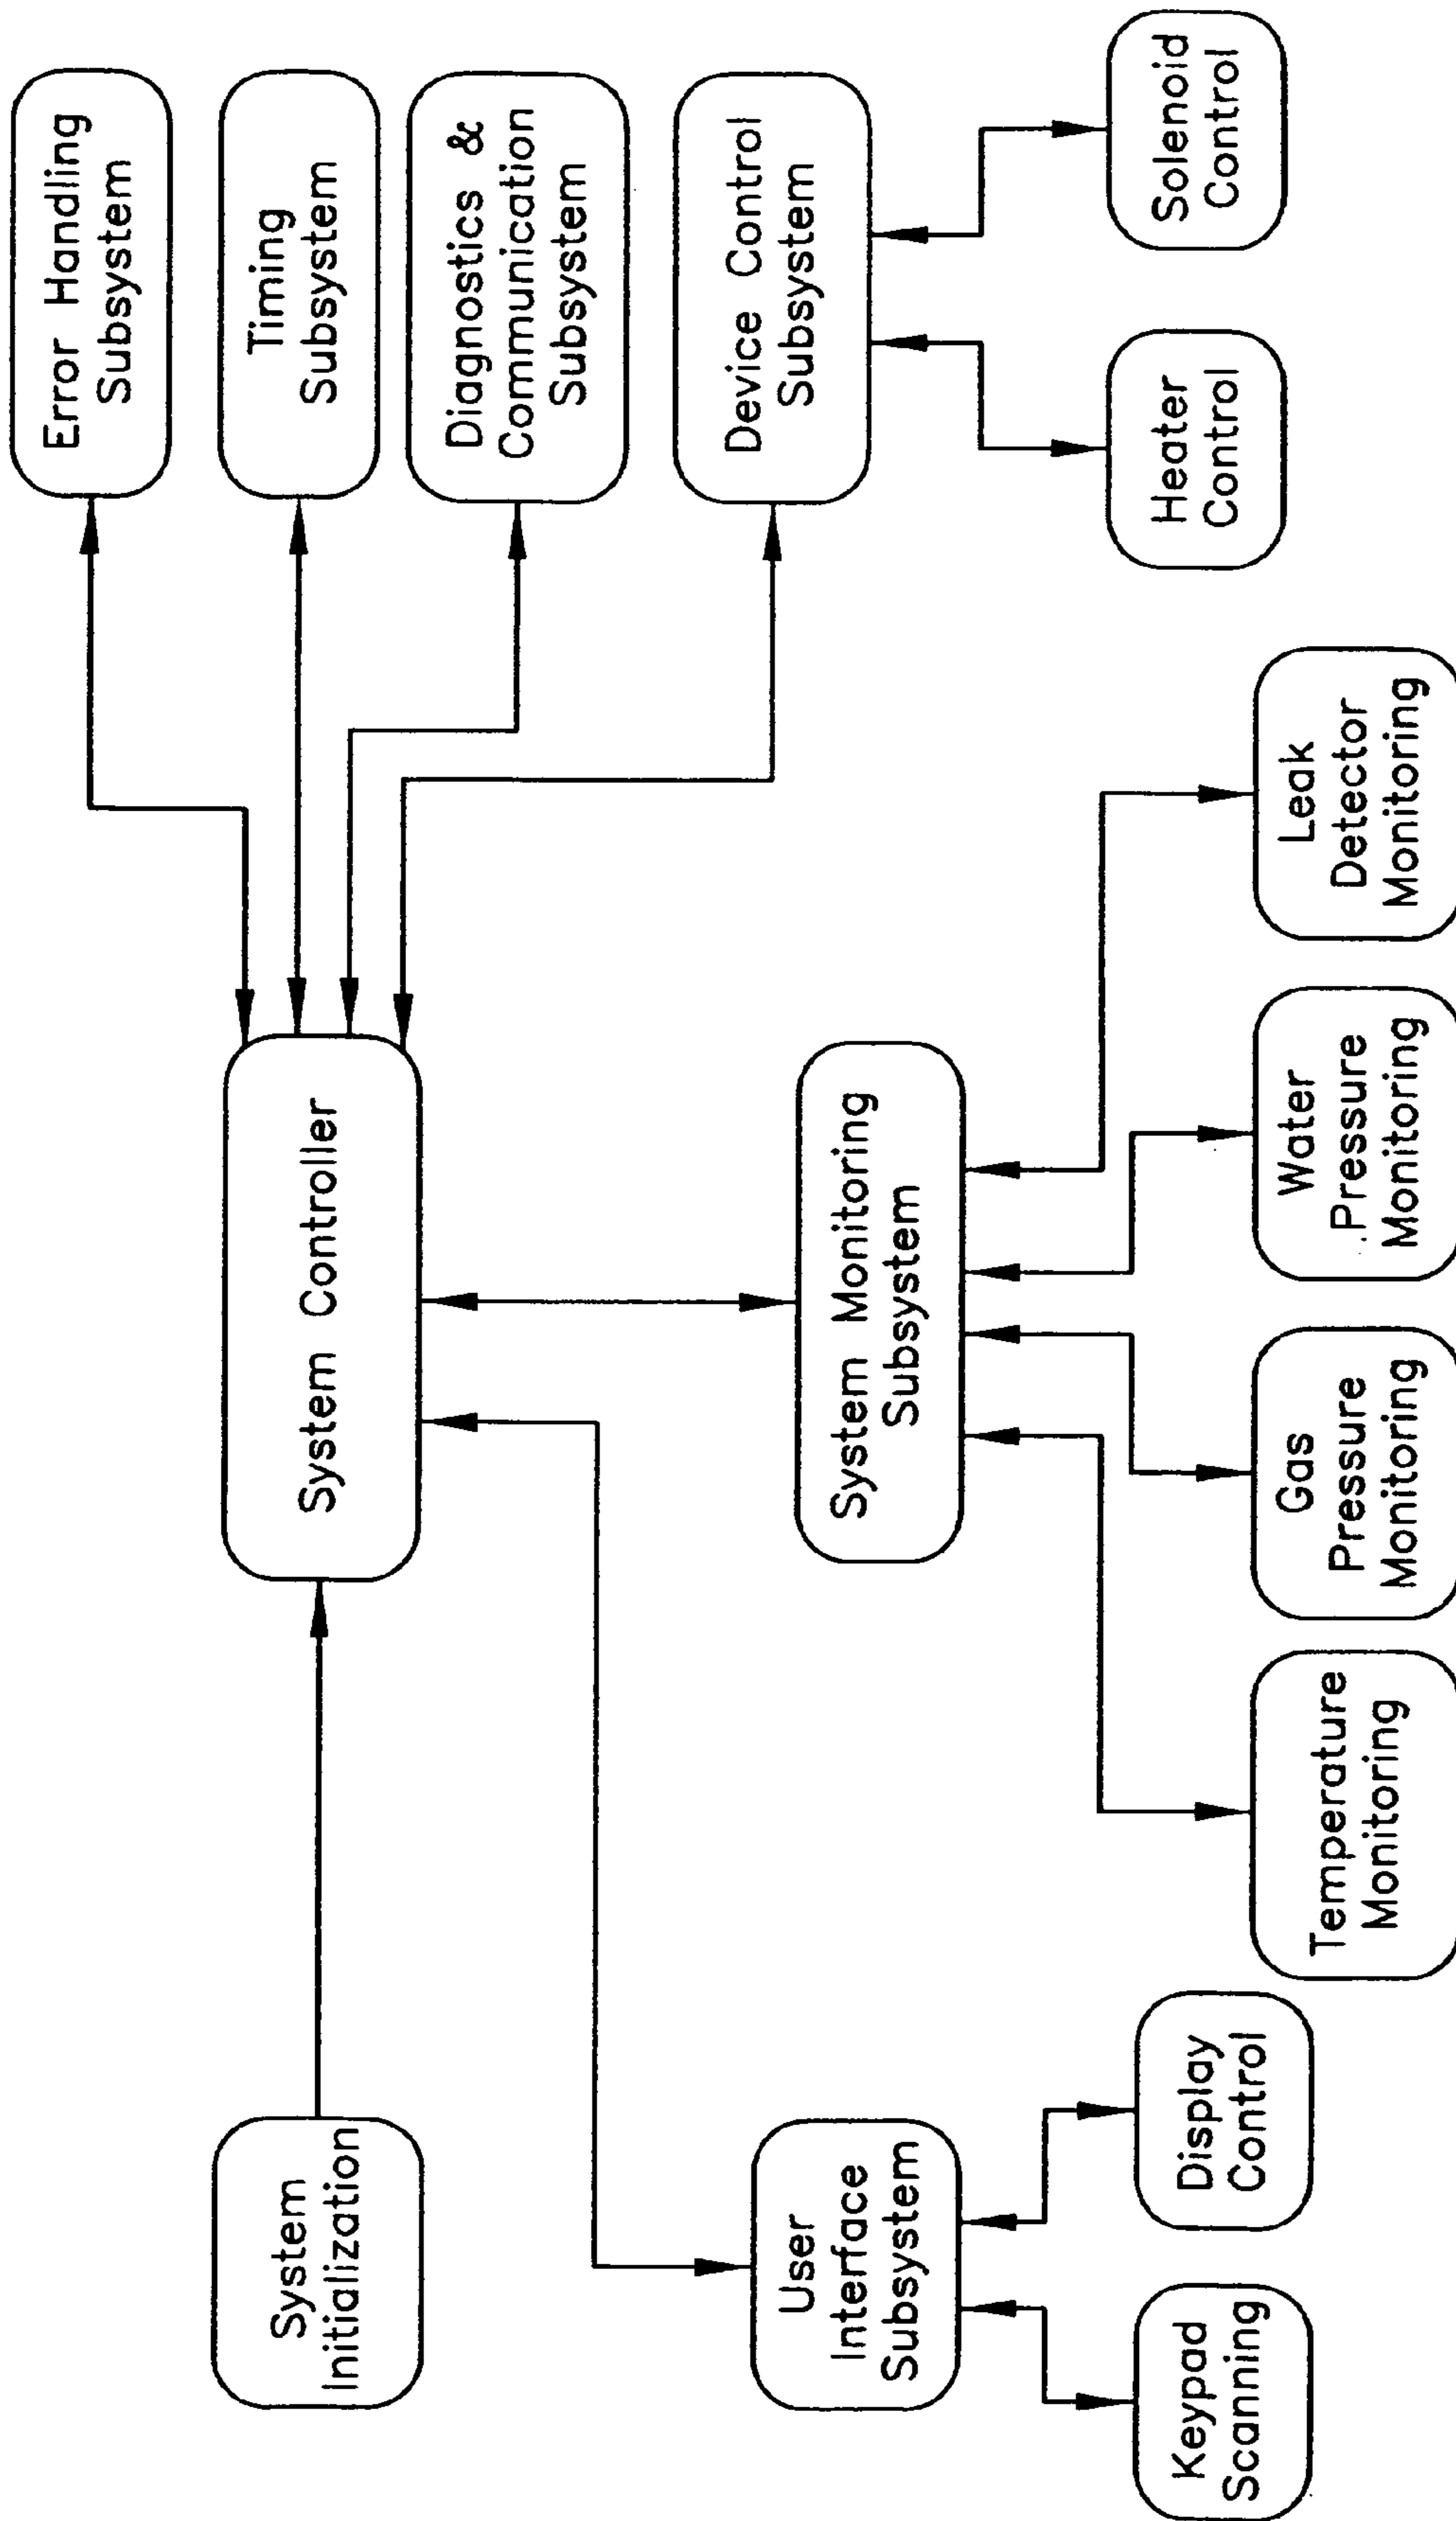 System
Initialization
System Controller
Error Handling
Subsystem
Timing
Subsystem
Diagnostics &
Communication
Subsystem
Device Control
Subsystem
User
Interface
Subsystem
System Monitoring
Subsystem
Keypad
Scanning
Display
Control
Temperature
Monitoring
Gas
Pressure
Monitoring
Water
Pressure
Monitoring
Leak
Detector
Monitoring
Heater
Control
Solenoid
Control